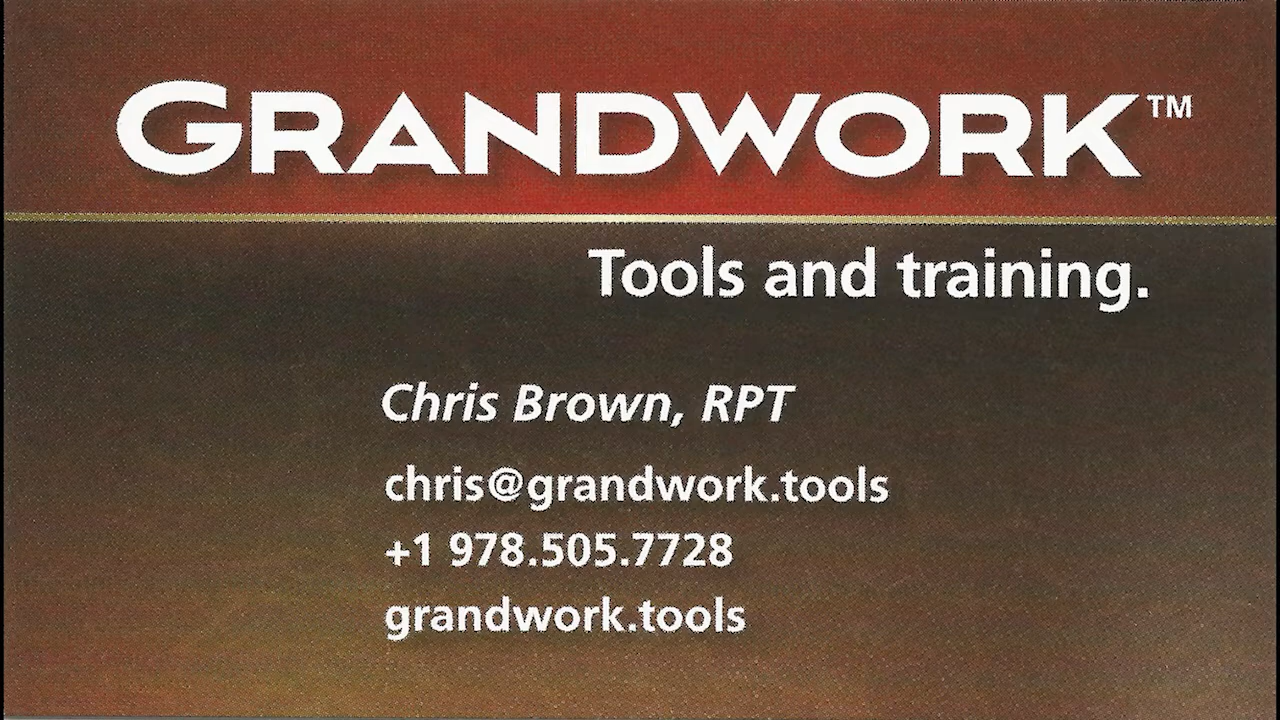 GRANDWORK™
Tools and training.
Chris Brown, RPT
chris@grandwork.tools
+1 978.505.7728
grandwork.tools